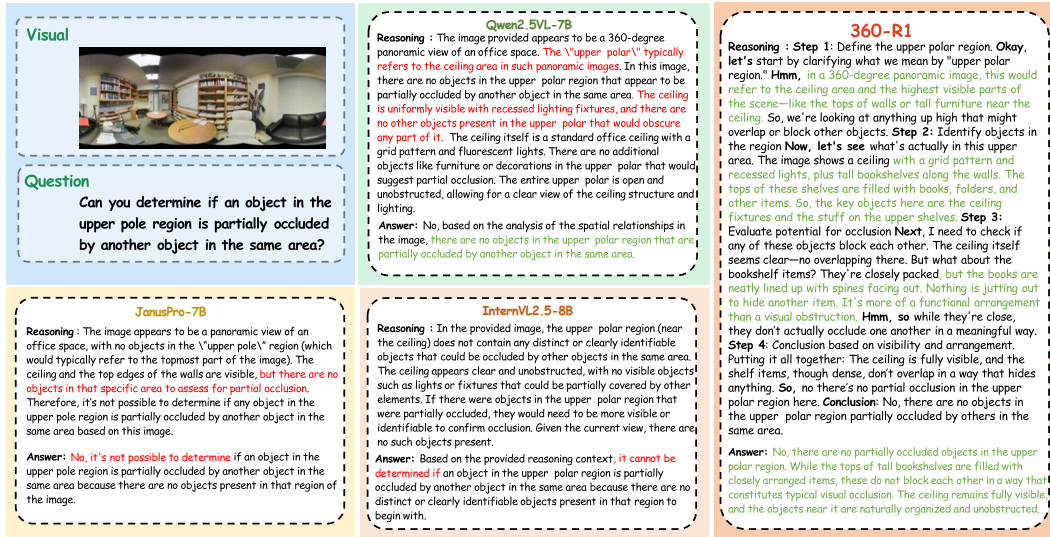 Visual
Question
Can you determine if an object in the
upper pole region is partially occluded
by another object in the same area?
Qwen2.5VL-7B
Reasoning : The image provided appears to be a 360-degree
panoramic view of an office space. The \"upper polar\" typically
refers to the ceiling area in such panoramic images. In this image,
there are no objects in the upper polar region that appear to be
partially occluded by another object in the same area. The ceiling
is uniformly visible with recessed lighting fixtures, and there are
no other objects present in the upper polar that would obscure
any part of it. The ceiling itself is a standard office ceiling with a
grid pattern and fluorescent lights. There are no additional
objects like furniture or decorations in the upper polar that would
suggest partial occlusion. The entire upper polar is open and
unobstructed, allowing for a clear view of the ceiling structure and
lighting.
Answer: No, based on the analysis of the spatial relationships in
the image, there are no objects in the upper polar region that are
partially occluded by another object in the same area.
JanusPro-7B
Reasoning : The image appears to be a panoramic view of an
office space, with no objects in the \"upper pole\" region (which
would typically refer to the topmost part of the image). The
ceiling and the top edges of the walls are visible, but there are no
objects in that specific area to assess for partial occlusion.
Therefore, it's not possible to determine if any object in the
upper pole region is partially occluded by another object in the
same area based on this image.
Answer: No, it's not possible to determine if an object in the
upper pole region is partially occluded by another object in the
same area because there are no objects present in that region of
the image.
InternVL2.5-8B
Reasoning : In the provided image, the upper polar region (near
the ceiling) does not contain any distinct or clearly identifiable
objects that could be occluded by other objects in the same area.
The ceiling appears clear and unobstructed, with no visible objects
such as lights or fixtures that could be partially covered by other
elements. If there were objects in the upper polar region that
were partially occluded, they would need to be more visible or
identifiable to confirm occlusion. Given the current view, there are
no such objects present.
Answer: Based on the provided reasoning context, it cannot be
determined if an object in the upper polar region is partially
occluded by another object in the same area because there are no
distinct or clearly identifiable objects present in that region to
begin with.
360-R1
Reasoning : Step 1: Define the upper polar region. Okay,
let's start by clarifying what we mean by "upper polar
region." Hmm, in a 360-degree panoramic image, this would
refer to the ceiling area and the highest visible parts of
the scene—like the tops of walls or tall furniture near the
ceiling. So, we're looking at anything up high that might
overlap or block other objects. Step 2: Identify objects in
the region Now, let's see what's actually in this upper
area. The image shows a ceiling with a grid pattern and
recessed lights, plus tall bookshelves along the walls. The
tops of these shelves are filled with books, folders, and
other items. So, the key objects here are the ceiling
fixtures and the stuff on the upper shelves. Step 3:
Evaluate potential for occlusion Next, I need to check if
any of these objects block each other. The ceiling itself
seems clear—no overlapping there. But what about the
bookshelf items? They're closely packed, but the books are
neatly lined up with spines facing out. Nothing is jutting out
to hide another item. It's more of a functional arrangement
than a visual obstruction. Hmm, so while they're close,
they don't actually occlude one another in a meaningful way.
Step 4: Conclusion based on visibility and arrangement.
Putting it all together: The ceiling is fully visible, and the
shelf items, though dense, don't overlap in a way that hides
anything. So, no there's no partial occlusion in the upper
polar region here. Conclusion: No, there are no objects in
the upper polar region partially occluded by others in the
same area.
Answer: No, there are no partially occluded objects in the upper
polar region. While the tops of tall bookshelves are filled with
closely arranged items, these do not block each other in a way that
constitutes typical visual occlusion. The ceiling remains fully visible,
and the objects near it are naturally organized and unobstructed.